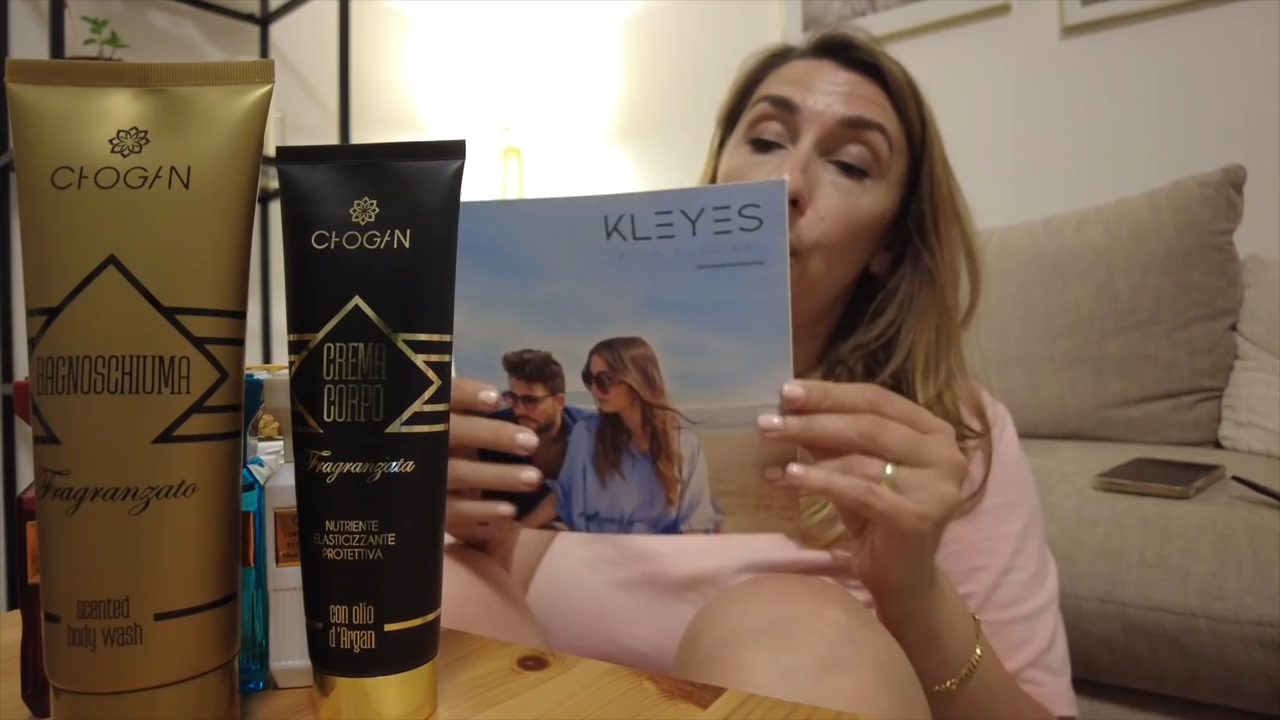 CHOGAN
BAGNOSCHIUMA
Fragranzato
scented
body wash
CHOGAN
CREMA
CORPO
Fragranzata
NUTRIENTE
ELASTICIZZANTE
PROTETTIVA
con olio
d'Argan
KLEYES